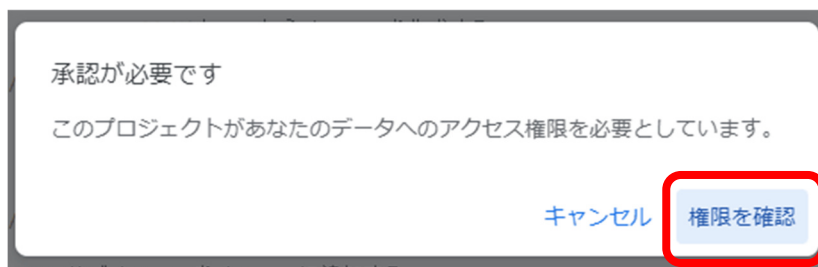 承認が必要です
このプロジェクトがあなたのデータへのアクセス権限を必要としています。
キャンセル 権限を確認